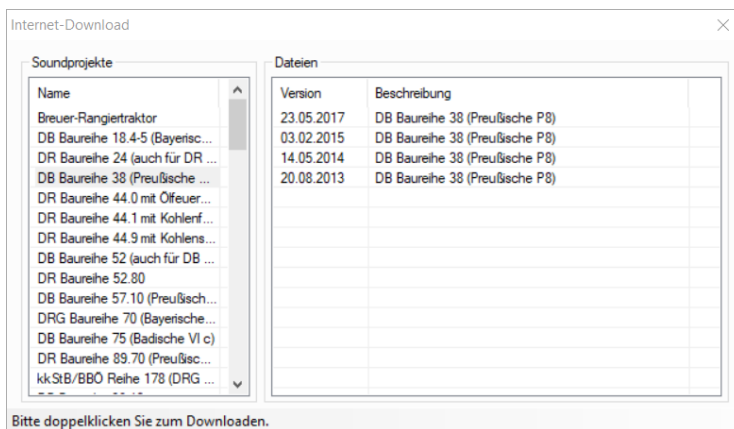 Internet-Download
Soundprojekte
Name
Breuer-Rangiertraktor
DB Baureihe 18.4-5 (Bayerisc...
DR Baureihe 24 (auch für DR ...
DB Baureihe 38 (Preußische ...
DR Baureihe 44.0 mit Ölfeuer...
DR Baureihe 44.1 mit Kohlenf...
DR Baureihe 44.9 mit Kohlens...
DB Baureihe 52 (auch für DB ...
DR Baureihe 52.80
DB Baureihe 57.10 (Preußisch...
DRG Baureihe 70 (Bayerische...
DB Baureihe 75 (Badische VI c)
DR Baureihe 89.70 (Preußisc...
kkStB/BBÖ Reihe 178 (DRG ...
Dateien
Version Beschreibung
23.05.2017 DB Baureihe 38 (Preußische P8)
03.02.2015 DB Baureihe 38 (Preußische P8)
14.05.2014 DB Baureihe 38 (Preußische P8)
20.08.2013 DB Baureihe 38 (Preußische P8)
Bitte doppelklicken Sie zum Downloaden.